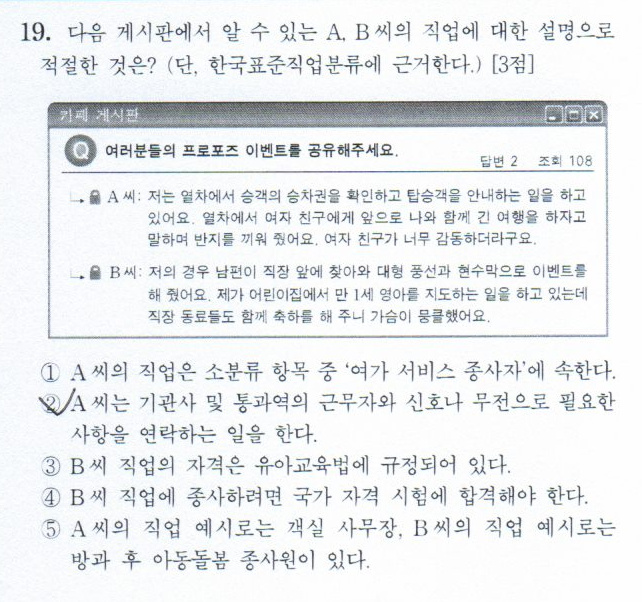 19. 다음 게시판에서 알 수 있는 A, B 씨의 직업에 대한 설명으로
적절한 것은? (단, 한국표준직업분류에 근거한다.) [3점]
카페 게시판
Q 여러분들의 프로포즈 이벤트를 공유해주세요.
답변 2 조회 108
A 씨: 저는 열차에서 승객의 승차권을 확인하고 탑승객을 안내하는 일을 하고
있어요. 열차에서 여자 친구에게 앞으로 나와 함께 긴 여행을 하자고
말하며 반지를 끼워 줬어요. 여자 친구가 너무 감동하더라구요.
B 씨: 저의 경우 남편이 직장 앞에 찾아와 대형 풍선과 현수막으로 이벤트를
해 줬어요. 제가 어린이집에서 만 1세 영아를 지도하는 일을 하고 있는데
직장 동료들도 함께 축하를 해 주니 가슴이 뭉클했어요.
① A 씨의 직업은 소분류 항목 중 ‘여가 서비스 종사자’에 속한다.
② A 씨는 기관사 및 통과역의 근무자와 신호나 무전으로 필요한
사항을 연락하는 일을 한다.
③ B 씨 직업의 자격은 유아교육법에 규정되어 있다.
④ B 씨 직업에 종사하려면 국가 자격 시험에 합격해야 한다.
⑤ A 씨의 직업 예시로는 객실 사무장, B 씨의 직업 예시로는
방과 후 아동돌봄 종사원이 있다.